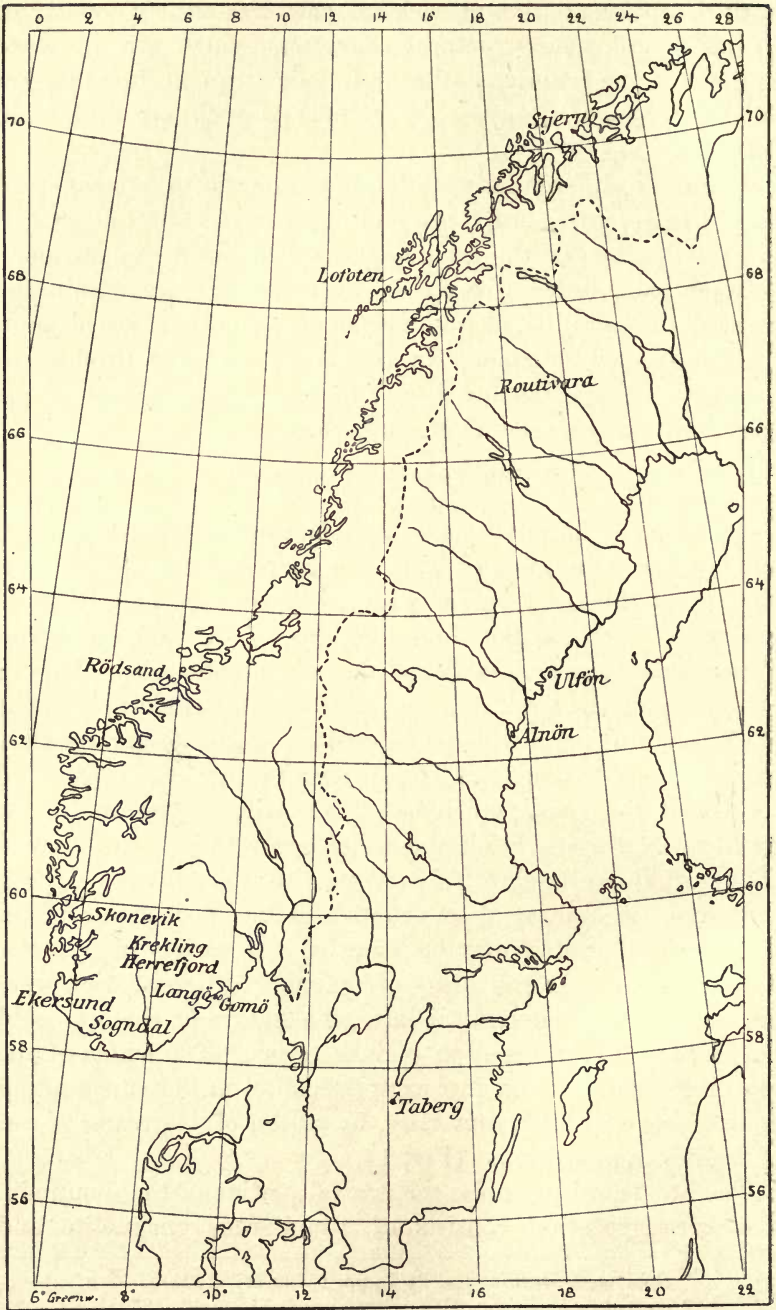 0 2 4 6 8 10 12 14 16 18 20 22 24 26 28
Stjernö
70 70
Lofoten
68 68
Routivara
66 66
64 64
Rödsand
Ulfön
Alnön
62 62
60 60
Skonevik
Krekling
Herrefjord
Langö Gomö
Ekersund
Sogndal
58 58
Taberg
56 56
6° Greenw. 8° 10 12 14 16 18 20 22